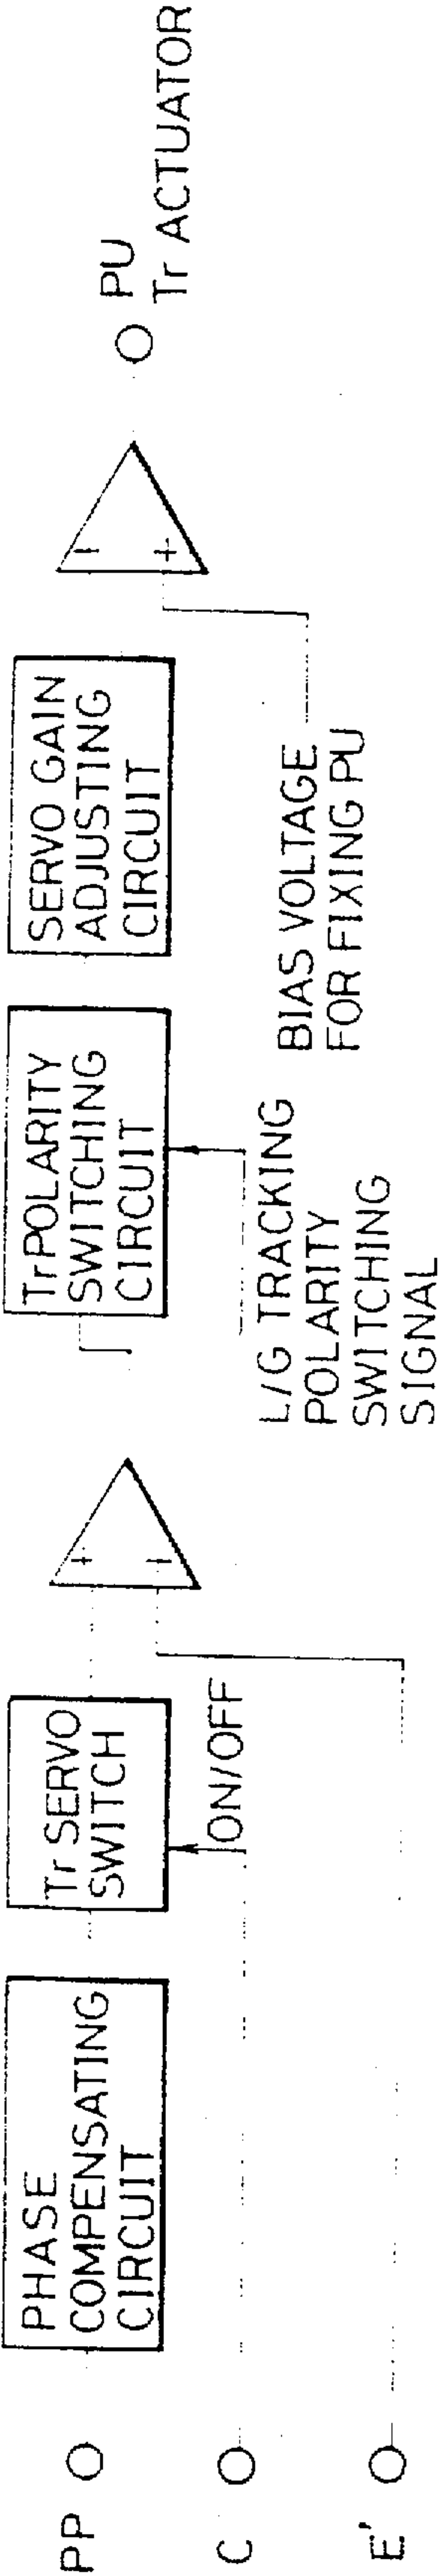 PP
PHASE
COMPENSATING
CIRCUIT
Tr SERVO
SWITCH
+
−
Tr POLARITY
SWITCHING
CIRCUIT
SERVO GAIN
ADJUSTING
CIRCUIT
−
+
PU
Tr ACTUATOR
C
ON/OFF
L/G TRACKING
POLARITY
SWITCHING
SIGNAL
BIAS VOLTAGE
FOR FIXING PU
E'